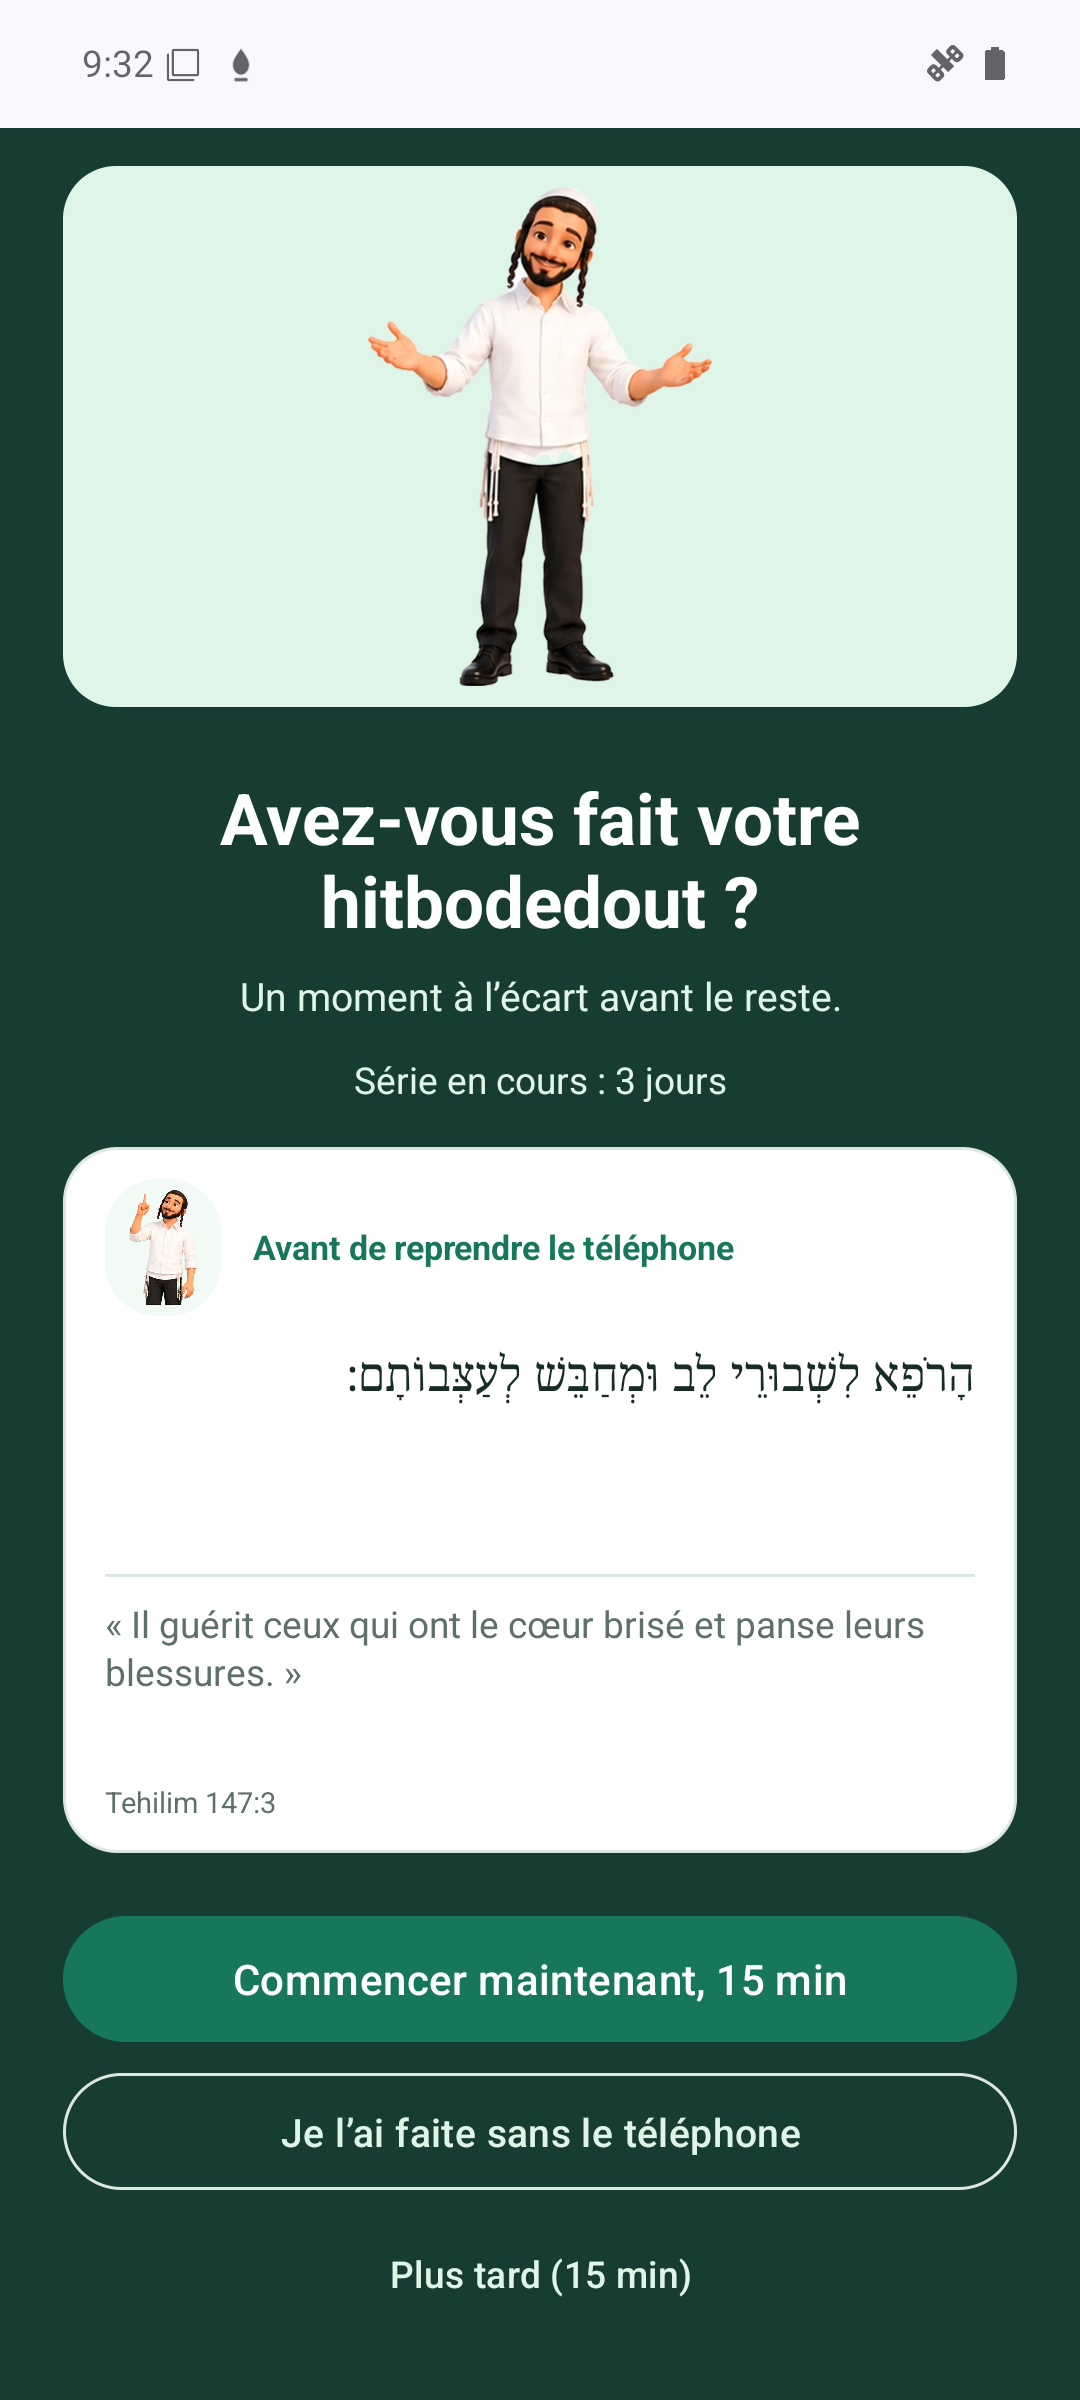 9:32
Avez-vous fait votre
hitbodedout ?
Un moment à l’écart avant le reste.
Série en cours : 3 jours
Avant de reprendre le téléphone
הָרֹפֵא לִשְׁבוּרֵי לֵב וּמְחַבֵּשׁ לְעַצְּבוֹתָם׃
« Il guérit ceux qui ont le cœur brisé et panse leurs
blessures. »
Tehilim 147:3
Commencer maintenant, 15 min
Je l’ai faite sans le téléphone
Plus tard (15 min)